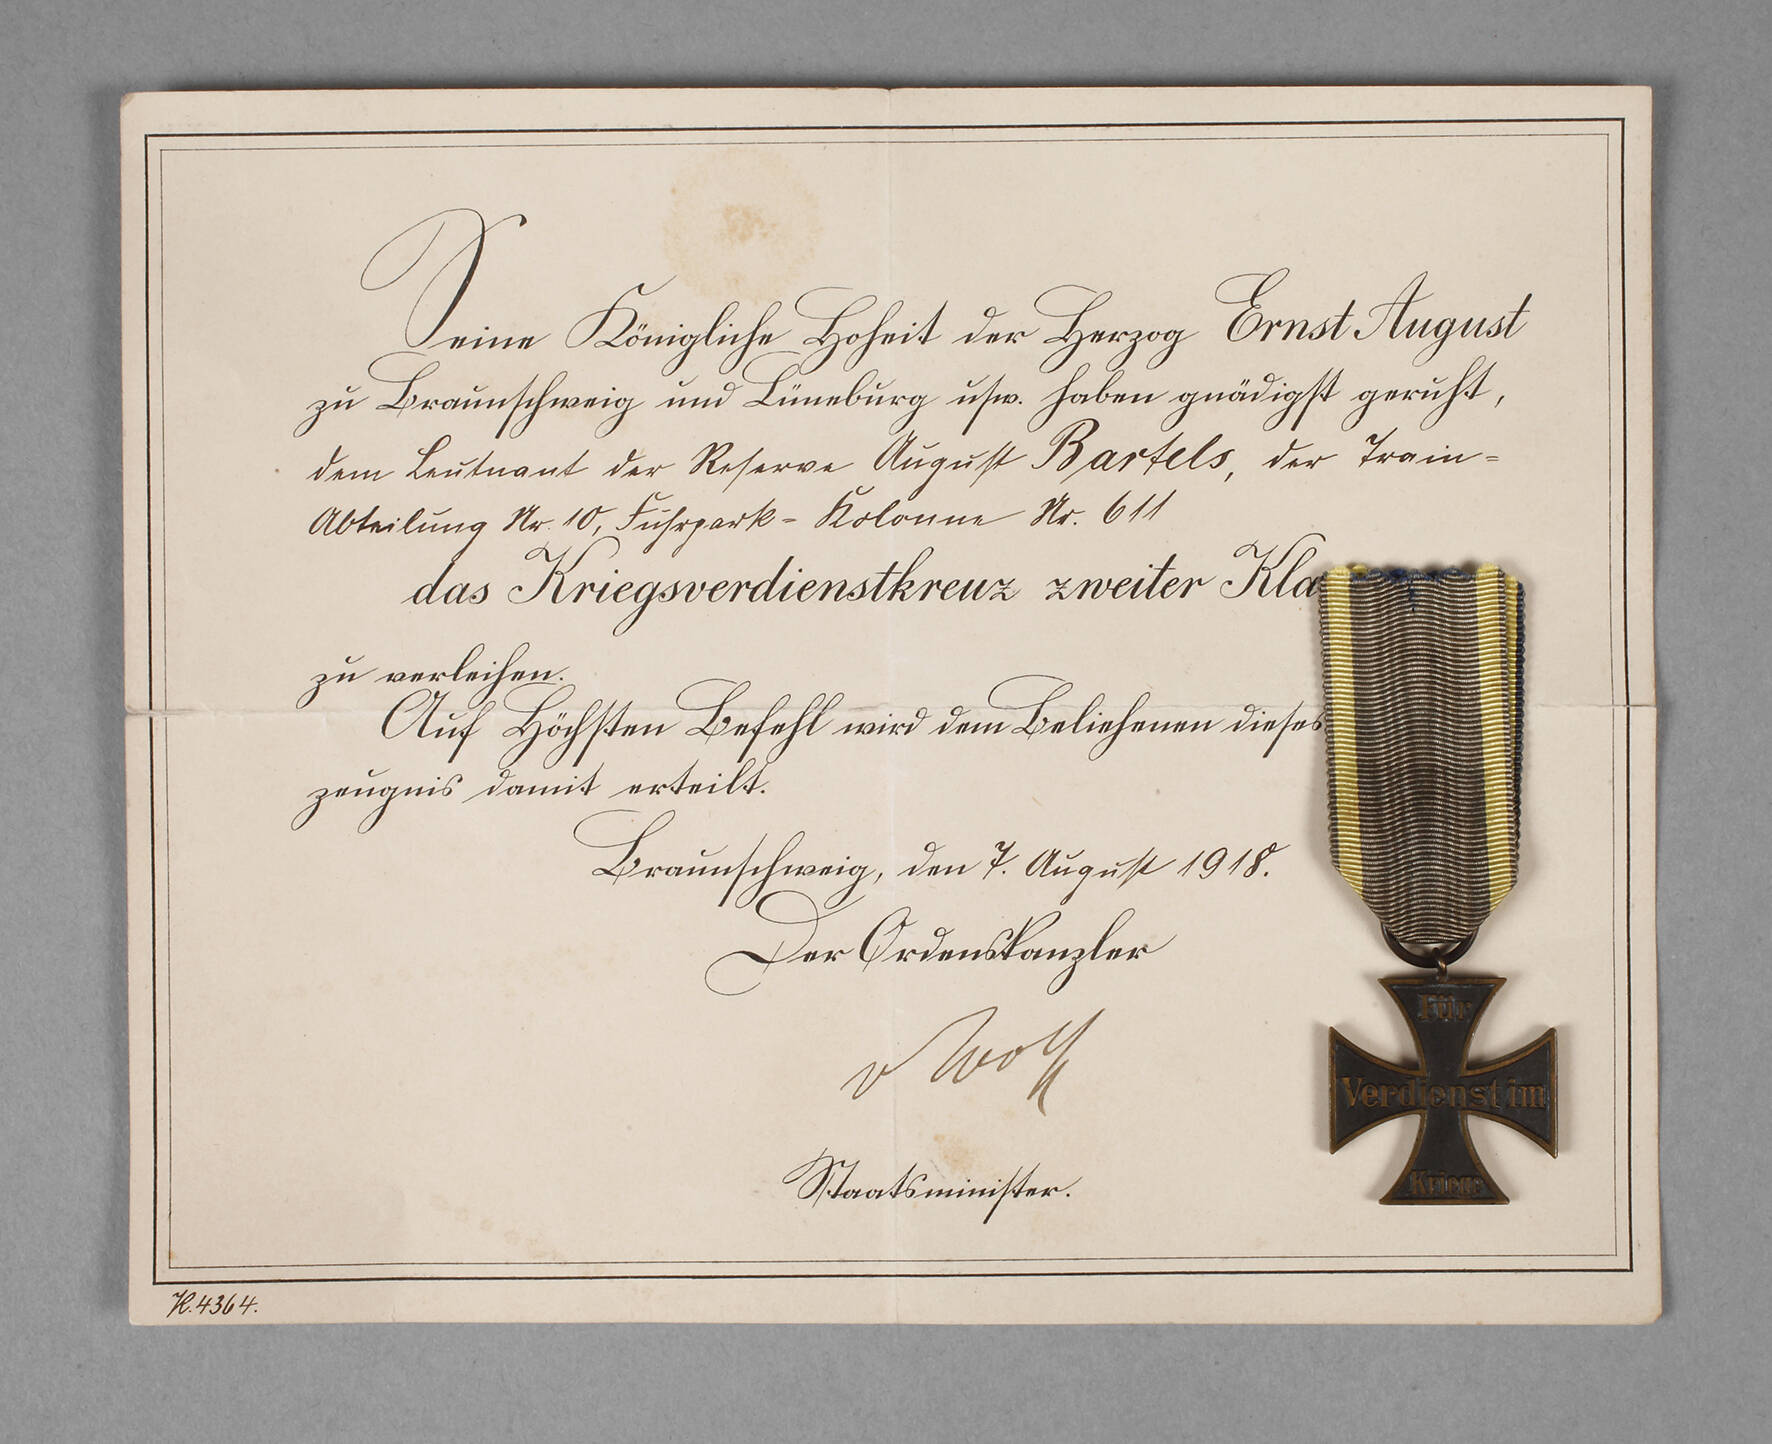 Seine Königliche Hoheit der Herzog Ernst August
zu Braunschweig und Lüneburg usw. haben gnädigst geruht,
dem Leutnant der Reserve August Bartels, der Train-
Abteilung Nr. 10, Fuhrpark-Kolonne Nr. 611
das Kriegsverdienstkreuz zweiter Kla
zu verleihen.
Auf Höchsten Befehl wird dem Beliehenen dieses
zeugnis damit erteilt.
Braunschweig, den 7. August 1918.
Der Ordenskanzler
v Wolff
Staatsminister.
K. 4364.
Für
Verdienst im
Kriege